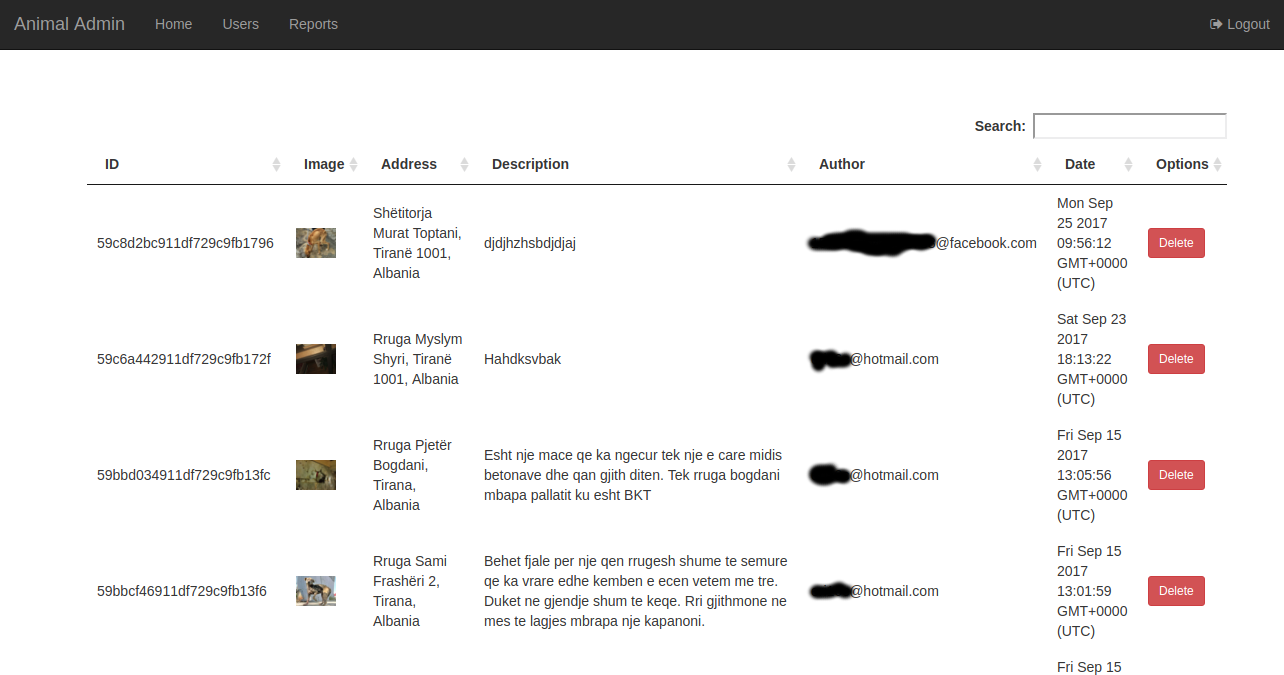 Animal Admin Home Users Reports Logout
Search:
ID Image Address Description Author Date Options
59c8d2bc911df729c9fb1796
Shëtitorja
Murat Toptani,
Tiranë 1001,
Albania
djdjhzhsbdjdjaj
@facebook.com
Mon Sep
25 2017
09:56:12
GMT+0000
(UTC)
Delete
59c6a442911df729c9fb172f
Rruga Myslym
Shyri, Tiranë
1001, Albania
Hahdksvbak
@hotmail.com
Sat Sep 23
2017
18:13:22
GMT+0000
(UTC)
Delete
59bbd034911df729c9fb13fc
Rruga Pjetër
Bogdani,
Tirana,
Albania
Esht nje mace qe ka ngecur tek nje e care midis
betonave dhe qan gjith diten. Tek rruga bogdani
mbapa pallatit ku esht BKT
@hotmail.com
Fri Sep 15
2017
13:05:56
GMT+0000
(UTC)
Delete
59bbcf46911df729c9fb13f6
Rruga Sami
Frashëri 2,
Tirana,
Albania
Behet fjale per nje qen rrugesh shume te semure
qe ka vrare edhe kemben e ecen vetem me tre.
Duket ne gjendje shum te keqe. Rri gjithmone ne
mes te lagjes mbrapa nje kapanoni.
@hotmail.com
Fri Sep 15
2017
13:01:59
GMT+0000
(UTC)
Delete
Fri Sep 15